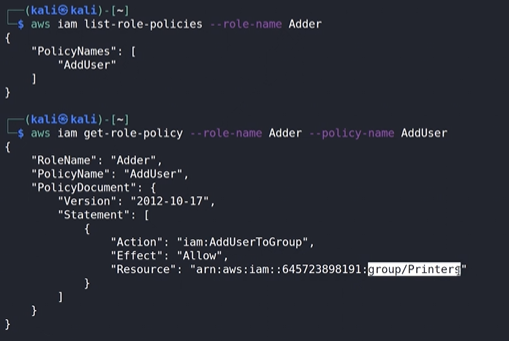 ┌──(kali㉿kali)-[~]
└─$ aws iam list-role-policies --role-name Adder
{
    "PolicyNames": [
        "AddUser"
    ]
}
┌──(kali㉿kali)-[~]
└─$ aws iam get-role-policy --role-name Adder --policy-name AddUser
{
    "RoleName": "Adder",
    "PolicyName": "AddUser",
    "PolicyDocument": {
        "Version": "2012-10-17",
        "Statement": [
            {
                "Action": "iam:AddUserToGroup",
                "Effect": "Allow",
                "Resource": "arn:aws:iam::645723898191:group/Printers"
            }
        ]
    }
}